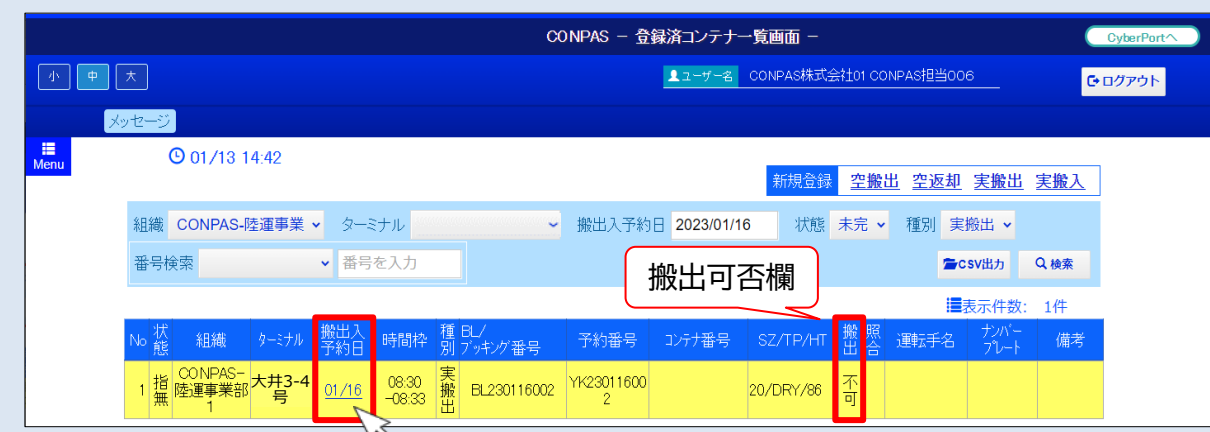 CONPAS － 登録済コンテナ一覧画面 －
CyberPortへ
小 中 大
ユーザー名 CONPAS株式会社01 CONPAS担当006
ログアウト
メッセージ
Menu
01/13 14:42
新規登録 空搬出 空返却 実搬出 実搬入
組織 CONPAS-陸運事業 ターミナル 搬出入予約日 2023/01/16 状態 未完 種別 実搬出
番号検索 番号を入力 CSV出力 検索
搬出可否欄
表示件数: 1件
No 状態 組織 ターミナル 搬出入予約日 時間枠 種別 BL/ブッキング番号 予約番号 コンテナ番号 SZ/TP/HT 搬出 照合 運転手名 ナンバープレート 備考
1 指無 CONPAS-陸運事業部1 大井3-4号 01/16 08:30-08:33 実搬出 BL230116002 YK230116002 20/DRY/86 不可